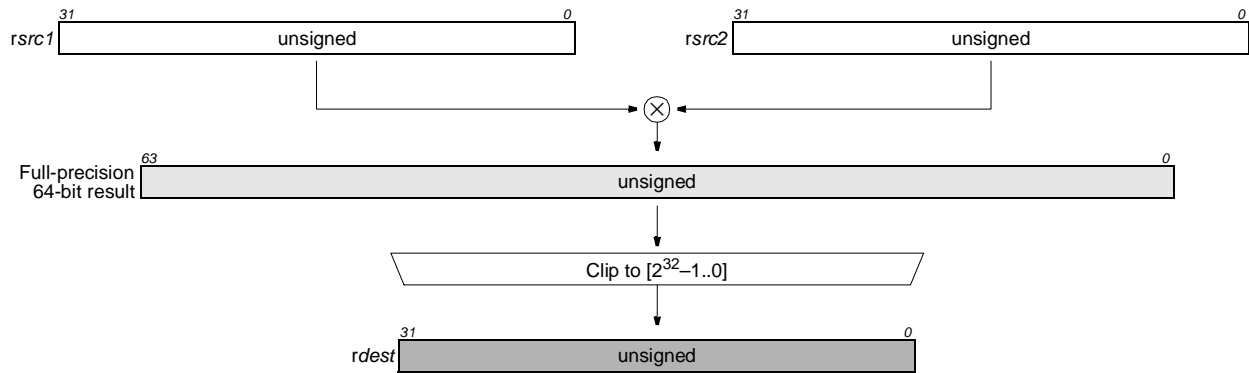 31 0 31 0
rsrc1 unsigned rsrc2 unsigned
×
63 0
Full-precision
64-bit result unsigned
Clip to [2³²–1..0]
31 0
rdest unsigned